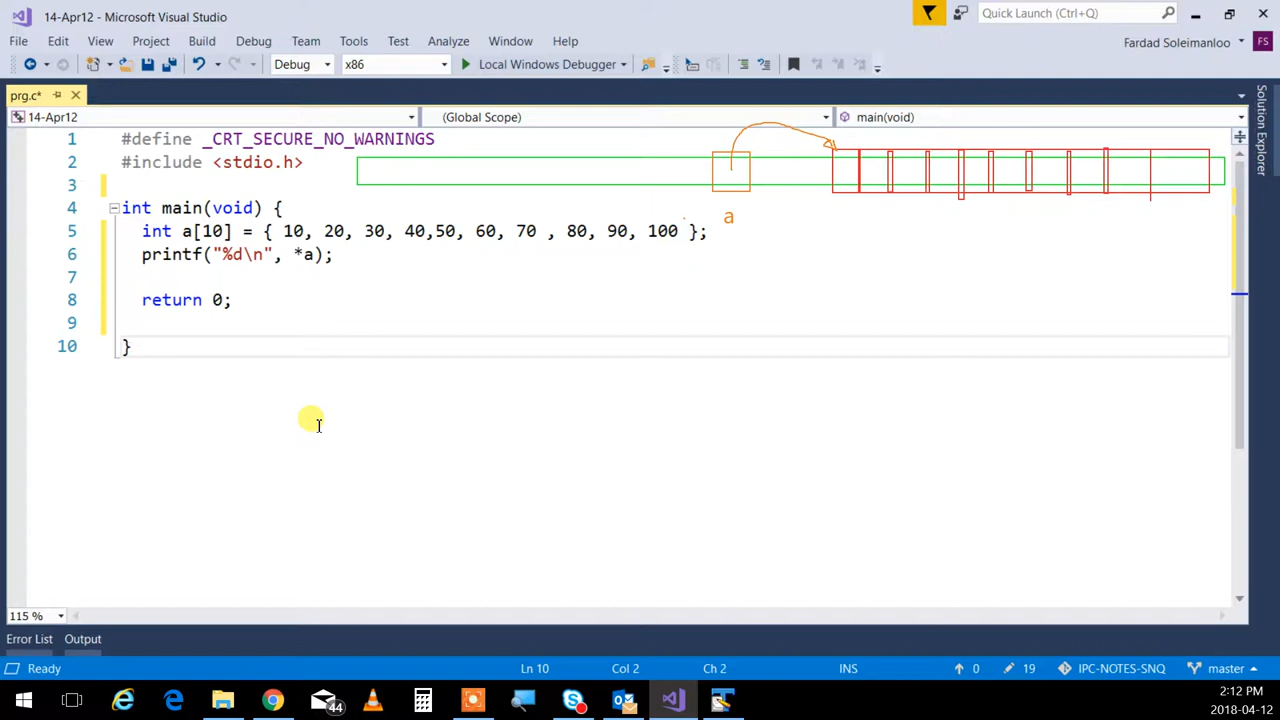 14-Apr12 - Microsoft Visual Studio
Quick Launch (Ctrl+Q)
File Edit View Project Build Debug Team Tools Test Analyze Window Help
Fardad Soleimanloo FS
Debug x86 Local Windows Debugger
prg.c*
14-Apr12 (Global Scope) main(void)
Solution Explorer
1 #define _CRT_SECURE_NO_WARNINGS
2 #include <stdio.h>
3
4 int main(void) {
a
5 int a[10] = { 10, 20, 30, 40,50, 60, 70 , 80, 90, 100 };
6 printf("%d\n", *a);
7
8 return 0;
9
10 }
115 %
Error List Output
Ready Ln 10 Col 2 Ch 2 INS 0 19 IPC-NOTES-SNQ master
44
2:12 PM
2018-04-12